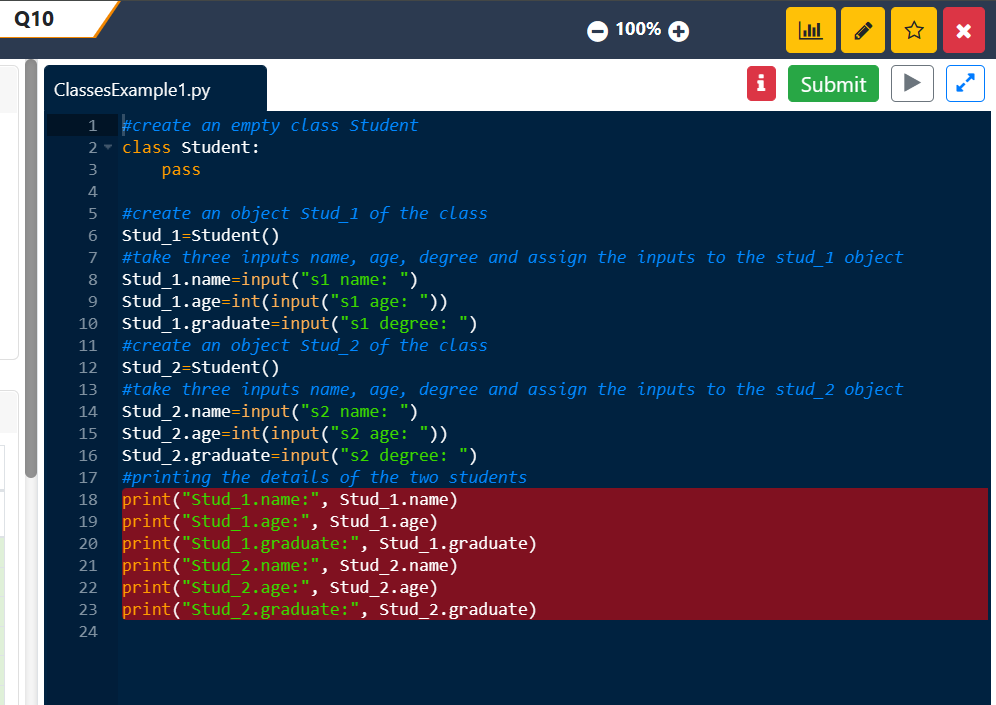 Q10
100%
ClassesExample1.py
Submit
1 #create an empty class Student
2 class Student:
3     pass
4
5 #create an object Stud_1 of the class
6 Stud_1=Student()
7 #take three inputs name, age, degree and assign the inputs to the stud_1 object
8 Stud_1.name=input("s1 name: ")
9 Stud_1.age=int(input("s1 age: "))
10 Stud_1.graduate=input("s1 degree: ")
11 #create an object Stud_2 of the class
12 Stud_2=Student()
13 #take three inputs name, age, degree and assign the inputs to the stud_2 object
14 Stud_2.name=input("s2 name: ")
15 Stud_2.age=int(input("s2 age: "))
16 Stud_2.graduate=input("s2 degree: ")
17 #printing the details of the two students
18 print("Stud_1.name:", Stud_1.name)
19 print("Stud_1.age:", Stud_1.age)
20 print("Stud_1.graduate:", Stud_1.graduate)
21 print("Stud_2.name:", Stud_2.name)
22 print("Stud_2.age:", Stud_2.age)
23 print("Stud_2.graduate:", Stud_2.graduate)
24